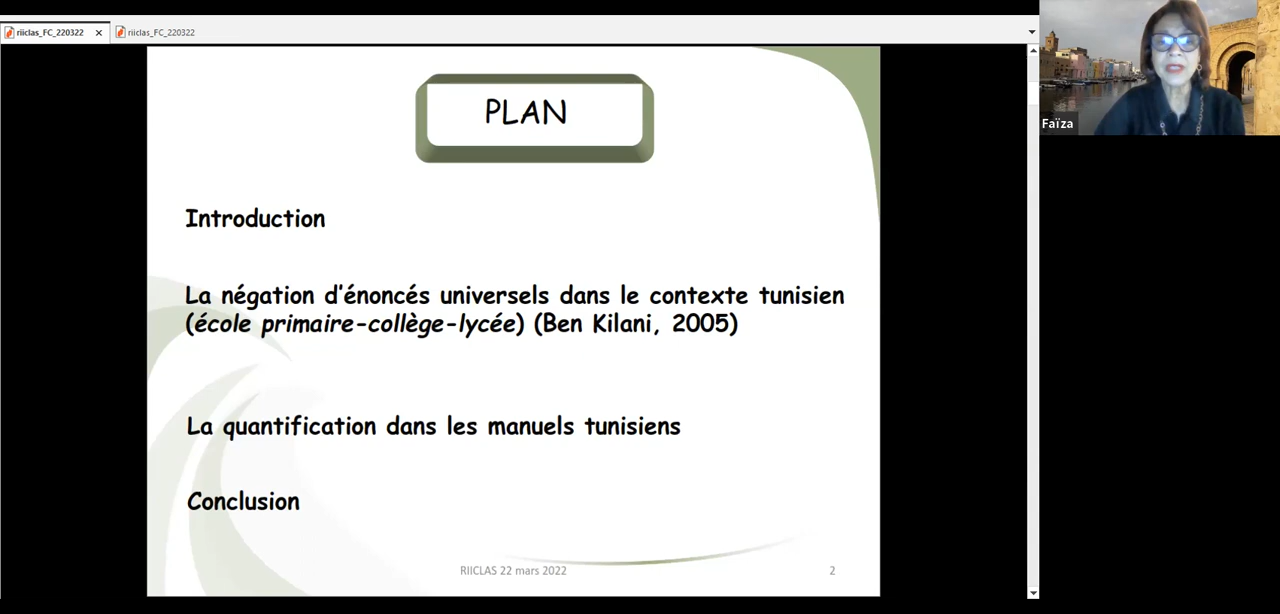 riiclas_FC_220322
riiclas_FC_220322
Faïza
PLAN
Introduction
La négation d'énoncés universels dans le contexte tunisien
(école primaire-collège-lycée) (Ben Kilani, 2005)
La quantification dans les manuels tunisiens
Conclusion
RIICLAS 22 mars 2022
2